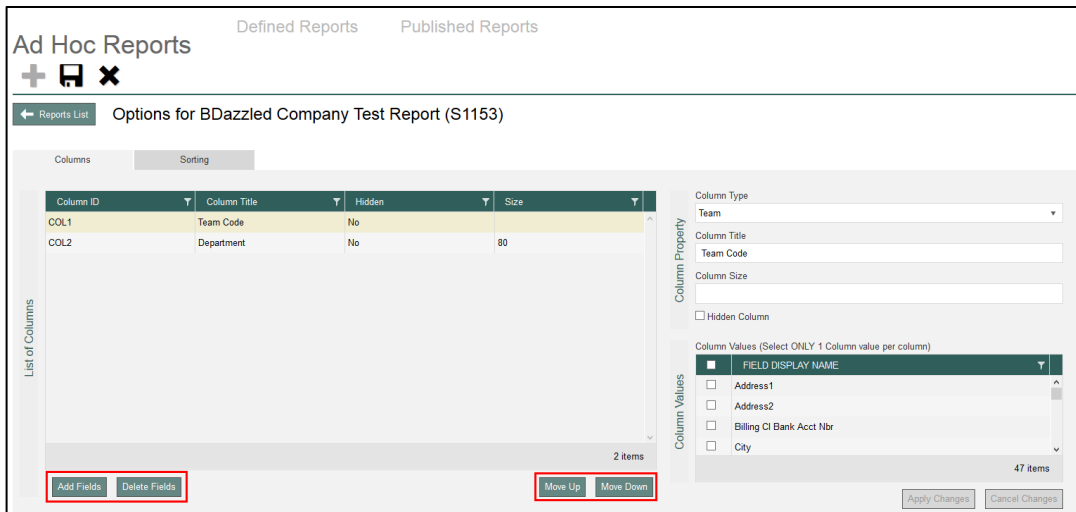 Defined Reports Published Reports
Ad Hoc Reports
Reports List Options for BDazzled Company Test Report (S1153)
Columns Sorting
List of Columns
Column ID Column Title Hidden Size
COL1 Team Code No
COL2 Department No 80
2 items
Add Fields Delete Fields Move Up Move Down
Column Property
Column Type
Team
Column Title
Team Code
Column Size
Hidden Column
Column Values
Column Values (Select ONLY 1 Column value per column)
FIELD DISPLAY NAME
Address1
Address2
Billing Cl Bank Acct Nbr
City
47 items
Apply Changes Cancel Changes